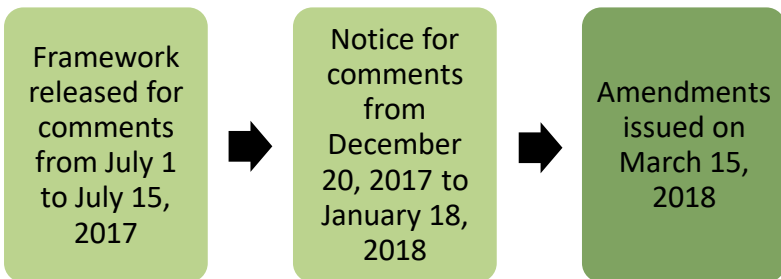 Framework
released for
comments
from July 1
to July 15,
2017
Notice for
comments
from
December
20, 2017 to
January 18,
2018
Amendments
issued on
March 15,
2018